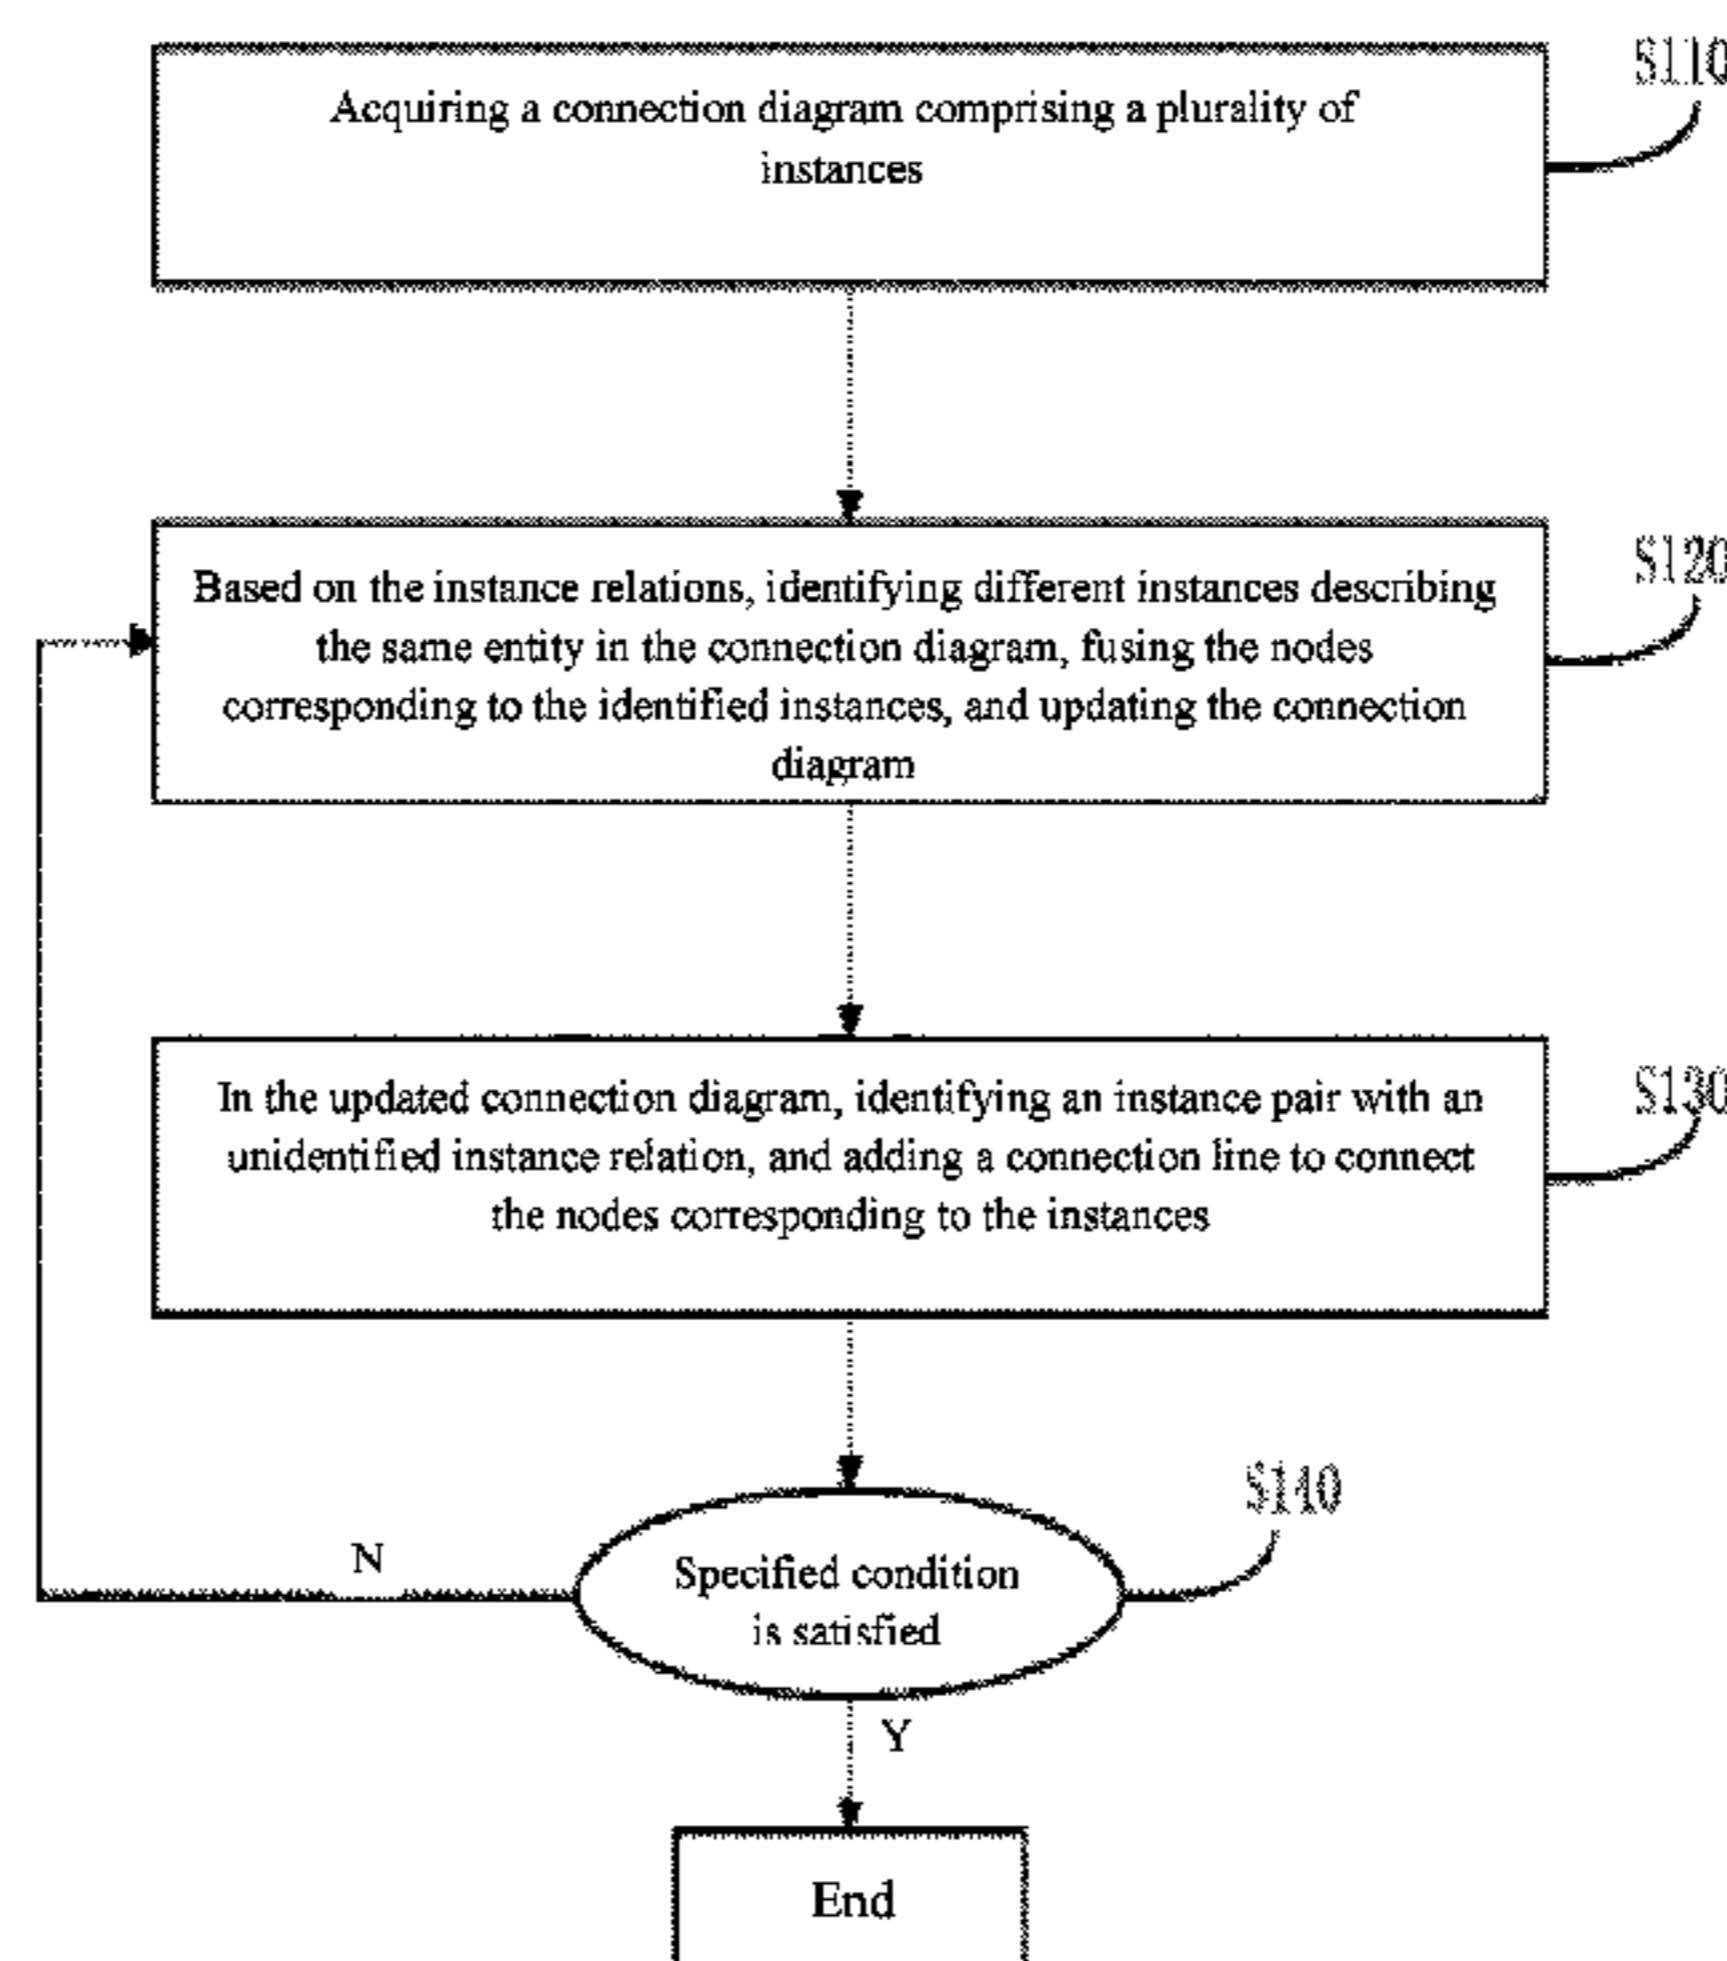 Acquiring a connection diagram comprising a plurality of
instances
S110
Based on the instance relations, identifying different instances describing
the same entity in the connection diagram, fusing the nodes
corresponding to the identified instances, and updating the connection
diagram
S120
In the updated connection diagram, identifying an instance pair with an
unidentified instance relation, and adding a connection line to connect
the nodes corresponding to the instances
S130
Specified condition
is satisfied
S140
N
Y
End